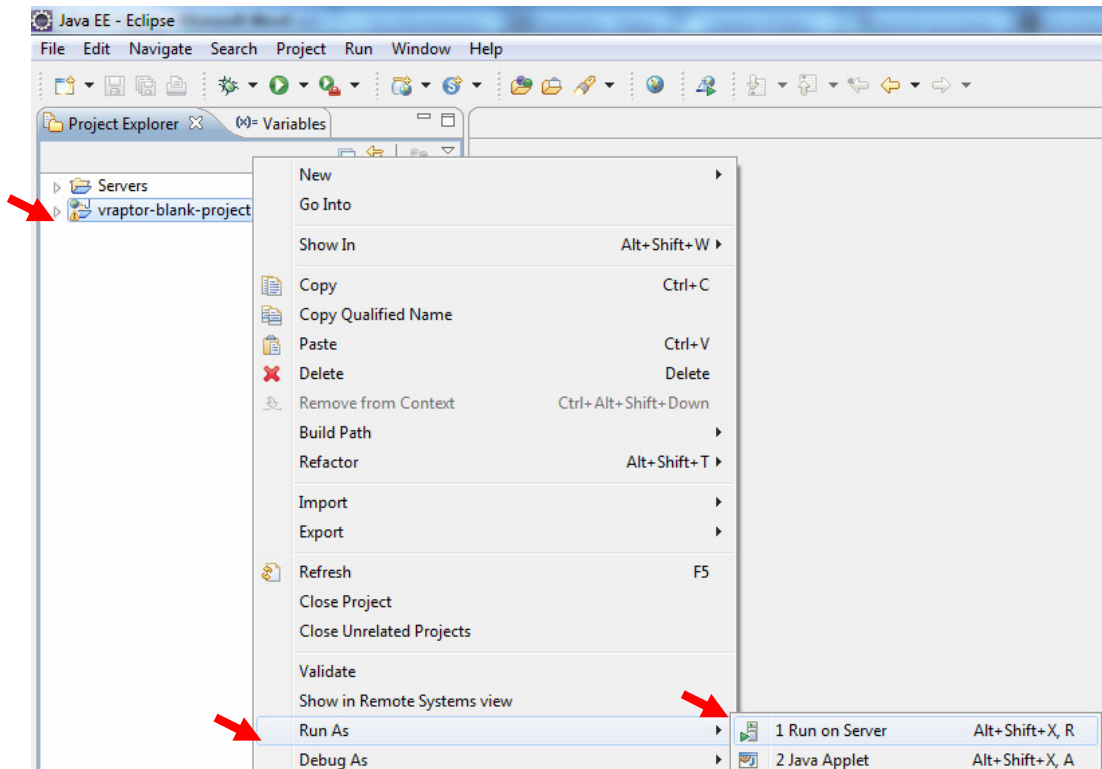 Java EE - Eclipse
File Edit Navigate Search Project Run Window Help
Project Explorer (x)= Variables
Servers
vraptor-blank-project
New
Go Into
Show In Alt+Shift+W
Copy Ctrl+C
Copy Qualified Name
Paste Ctrl+V
Delete Delete
Remove from Context Ctrl+Alt+Shift+Down
Build Path
Refactor Alt+Shift+T
Import
Export
Refresh F5
Close Project
Close Unrelated Projects
Validate
Show in Remote Systems view
Run As
1 Run on Server Alt+Shift+X, R
Debug As
2 Java Applet Alt+Shift+X, A